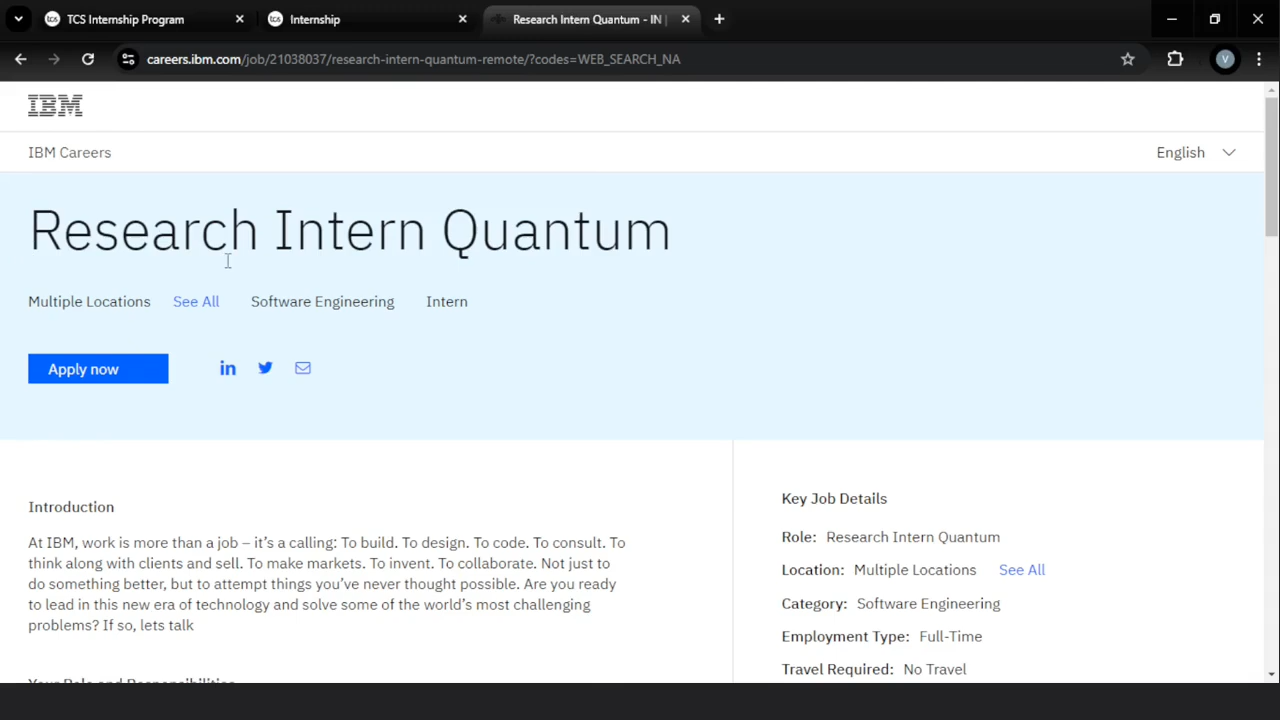 TCS Internship Program
Internship
Research Intern Quantum - IN |
careers.ibm.com/job/21038037/research-intern-quantum-remote/?codes=WEB_SEARCH_NA
V
IBM
IBM Careers
English
Research Intern Quantum
Multiple Locations See All Software Engineering Intern
Apply now
in
Introduction
At IBM, work is more than a job – it’s a calling: To build. To design. To code. To consult. To
think along with clients and sell. To make markets. To invent. To collaborate. Not just to
do something better, but to attempt things you’ve never thought possible. Are you ready
to lead in this new era of technology and solve some of the world’s most challenging
problems? If so, lets talk
Your Role and Responsibilities
Key Job Details
Role: Research Intern Quantum
Location: Multiple Locations See All
Category: Software Engineering
Employment Type: Full-Time
Travel Required: No Travel